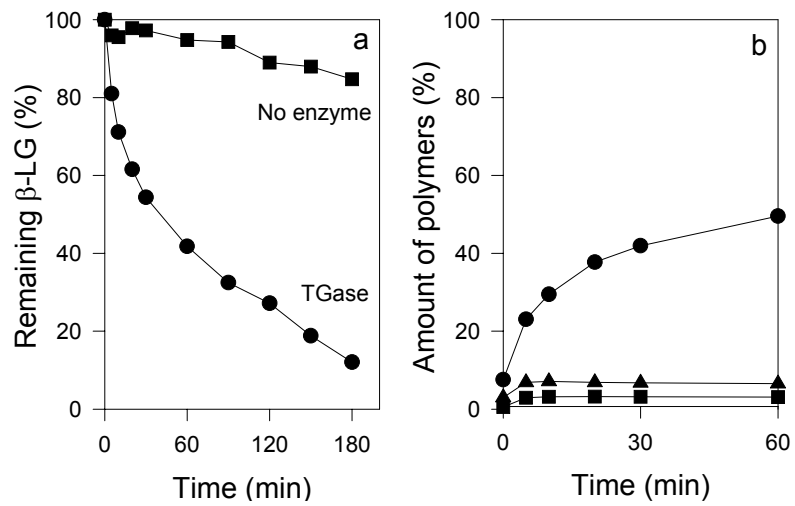 a
Remaining β-LG (%)
100
80
60
40
20
0
No enzyme
TGase
0 60 120 180
Time (min)
b
Amount of polymers (%)
100
80
60
40
20
0
0 30 60
Time (min)